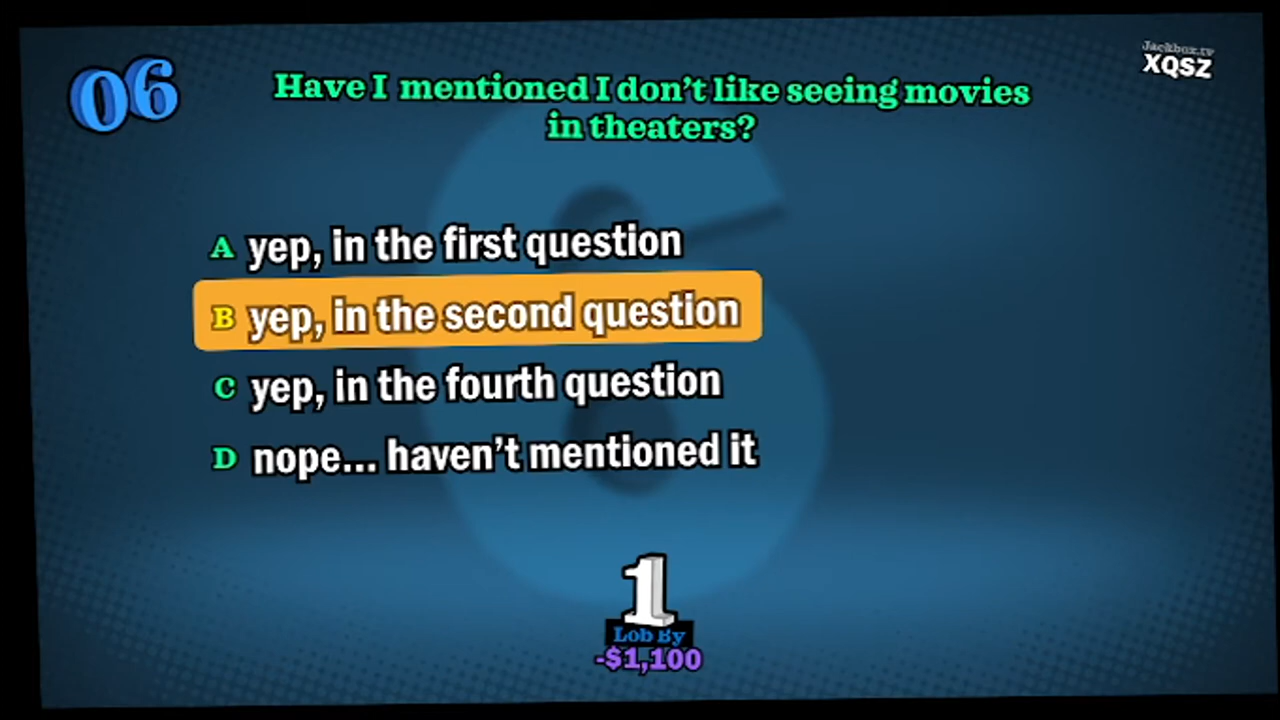 06
Jackbox.tv
XQSZ
Have I mentioned I don't like seeing movies
in theaters?
A yep, in the first question
B yep, in the second question
C yep, in the fourth question
D nope... haven't mentioned it
1
Lob By
-$1,100